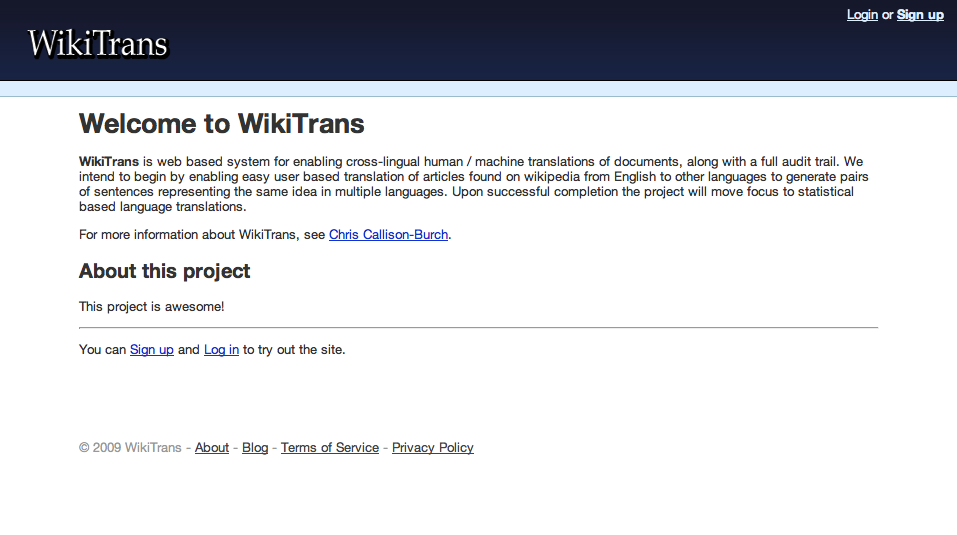 Login or Sign up
WikiTrans
Welcome to WikiTrans
WikiTrans is web based system for enabling cross-lingual human / machine translations of documents, along with a full audit trail. We
intend to begin by enabling easy user based translation of articles found on wikipedia from English to other languages to generate pairs
of sentences representing the same idea in multiple languages. Upon successful completion the project will move focus to statistical
based language translations.
For more information about WikiTrans, see Chris Callison-Burch.
About this project
This project is awesome!
You can Sign up and Log in to try out the site.
© 2009 WikiTrans - About - Blog - Terms of Service - Privacy Policy